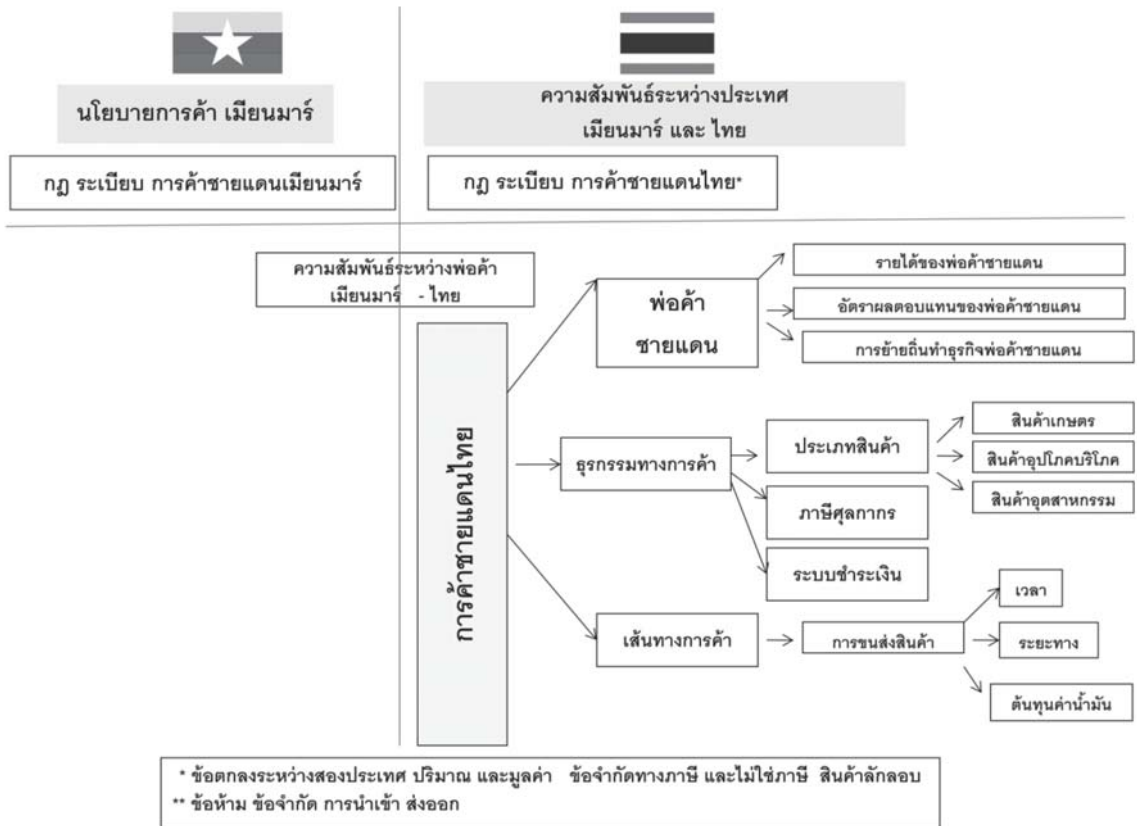 นโยบายการค้า เมียนมาร์
ความสัมพันธ์ระหว่างประเทศ
เมียนมาร์ และ ไทย
กฎ ระเบียบ การค้าชายแดนเมียนมาร์
กฎ ระเบียบ การค้าชายแดนไทย*
ความสัมพันธ์ระหว่างพ่อค้า
เมียนมาร์ - ไทย
การค้าชายแดนไทย
พ่อค้า
ชายแดน
รายได้ของพ่อค้าชายแดน
อัตราผลตอบแทนของพ่อค้าชายแดน
การย้ายถิ่นทำธุรกิจพ่อค้าชายแดน
ธุรกรรมทางการค้า
ประเภทสินค้า
สินค้าเกษตร
สินค้าอุปโภคบริโภค
สินค้าอุตสาหกรรม
ภาษีศุลกากร
ระบบชำระเงิน
เส้นทางการค้า
การขนส่งสินค้า
เวลา
ระยะทาง
ต้นทุนค่าน้ำมัน
* ข้อตกลงระหว่างสองประเทศ ปริมาณ และมูลค่า ข้อจำกัดทางภาษี และไม่ใช่ภาษี สินค้าลักลอบ
** ข้อห้าม ข้อจำกัด การนำเข้า ส่งออก